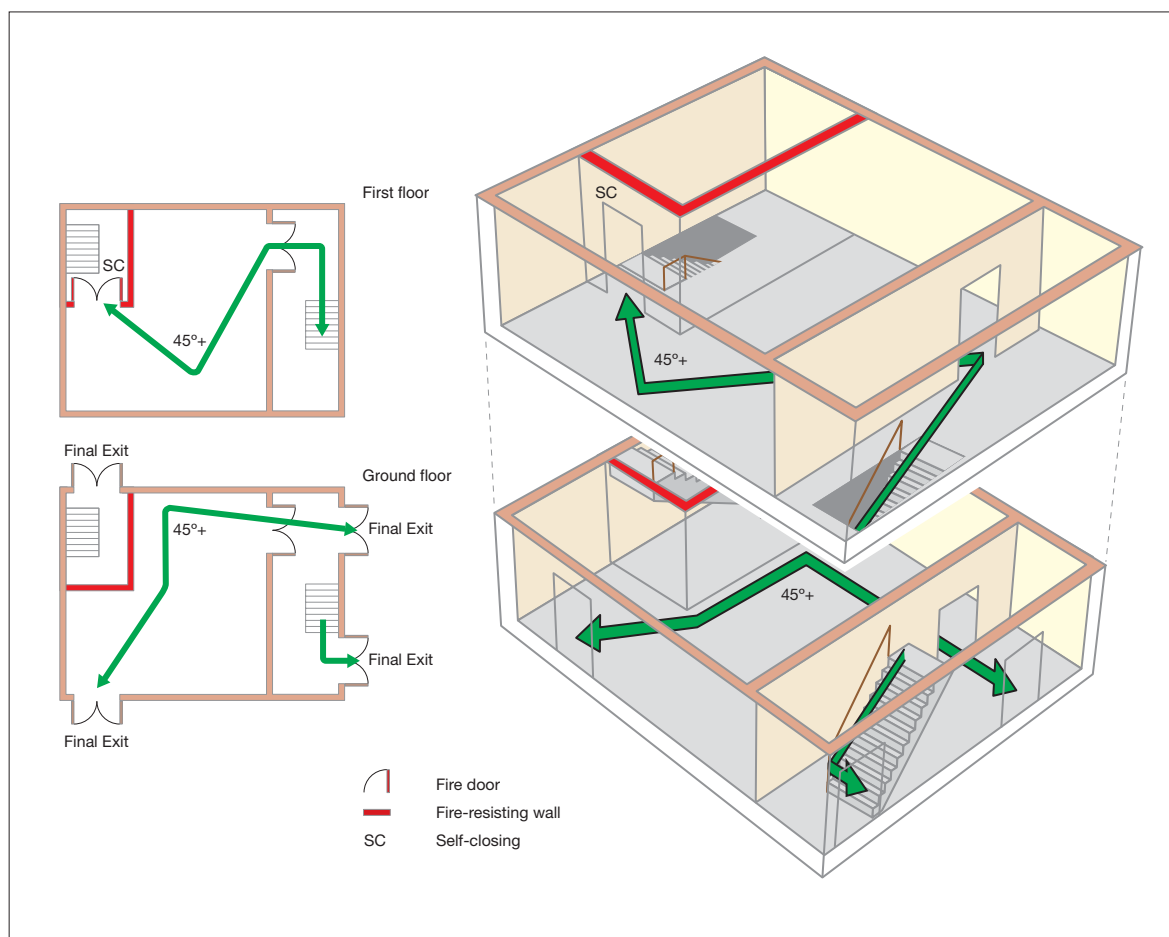 First floor
SC
45º+
Final Exit
Ground floor
45º+
Final Exit
Final Exit
Final Exit
SC
45º+
45º+
Fire door
Fire-resisting wall
SC Self-closing